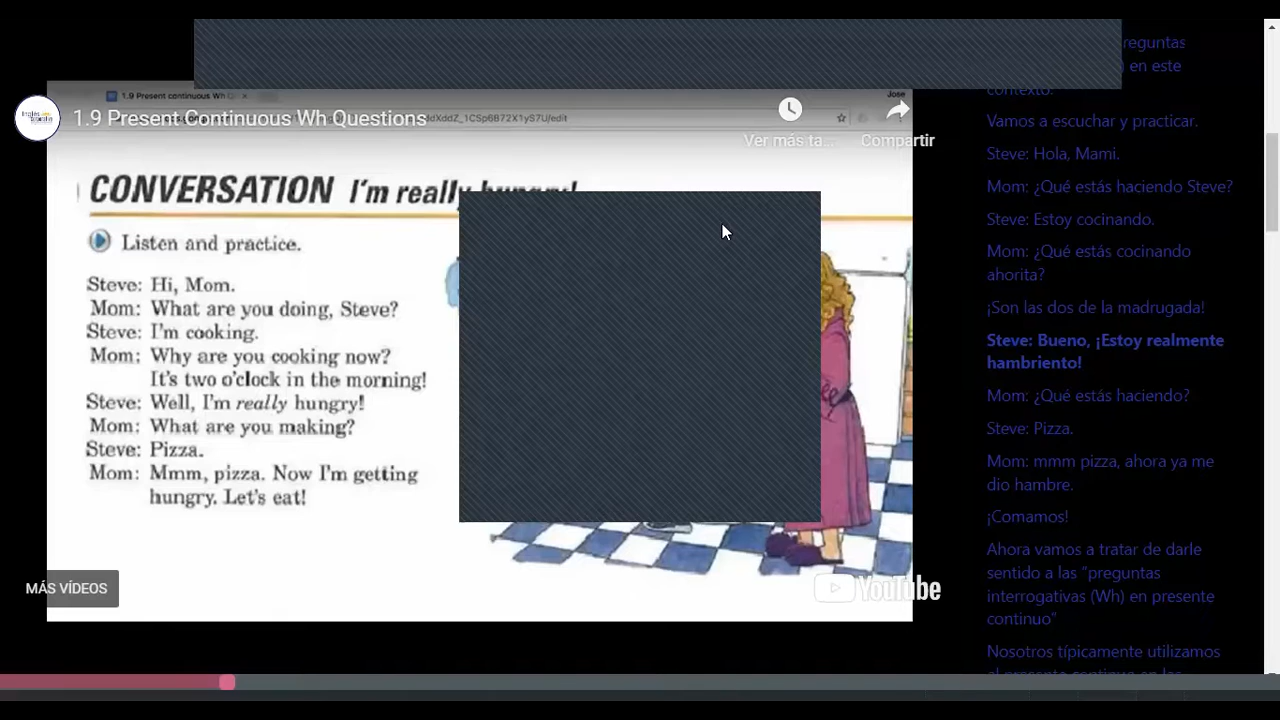 1.9 Present Continuous Wh Questions
Ver más ta...
Compartir
Jose
CONVERSATION I'm really hungry!
Listen and practice.
Steve: Hi, Mom.
Mom: What are you doing, Steve?
Steve: I'm cooking.
Mom: Why are you cooking now?
It's two o'clock in the morning!
Steve: Well, I'm really hungry!
Mom: What are you making?
Steve: Pizza.
Mom: Mmm, pizza. Now I'm getting
hungry. Let's eat!
MÁS VÍDEOS
YouTube
en este
contexto.
Vamos a escuchar y practicar.
Steve: Hola, Mami.
Mom: ¿Qué estás haciendo Steve?
Steve: Estoy cocinando.
Mom: ¿Qué estás cocinando
ahorita?
¡Son las dos de la madrugada!
Steve: Bueno, ¡Estoy realmente
hambriento!
Mom: ¿Qué estás haciendo?
Steve: Pizza.
Mom: mmm pizza, ahora ya me
dio hambre.
¡Comamos!
Ahora vamos a tratar de darle
sentido a las "preguntas
interrogativas (Wh) en presente
continuo"
Nosotros típicamente utilizamos